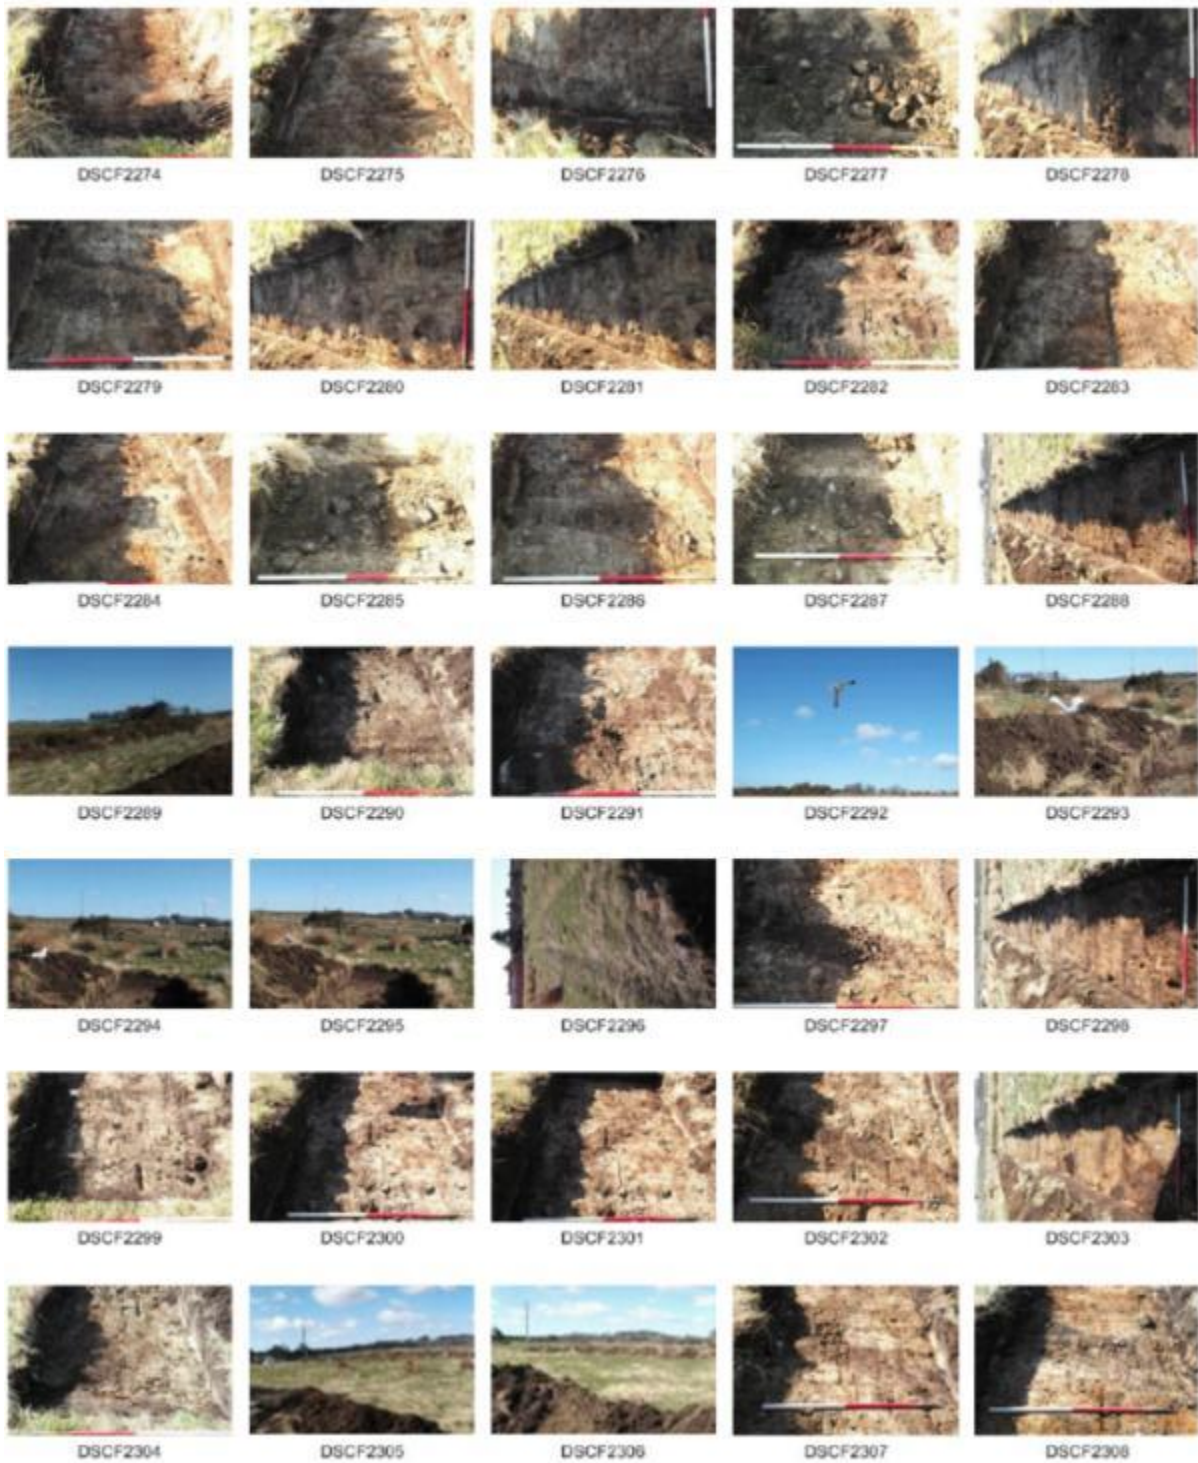 DSCF2274 DSCF2275 DSCF2276 DSCF2277 DSCF2278
DSCF2279 DSCF2280 DSCF2281 DSCF2282 DSCF2283
DSCF2284 DSCF2285 DSCF2286 DSCF2287 DSCF2288
DSCF2289 DSCF2290 DSCF2291 DSCF2292 DSCF2293
DSCF2294 DSCF2295 DSCF2296 DSCF2297 DSCF2298
DSCF2299 DSCF2300 DSCF2301 DSCF2302 DSCF2303
DSCF2304 DSCF2305 DSCF2306 DSCF2307 DSCF2308